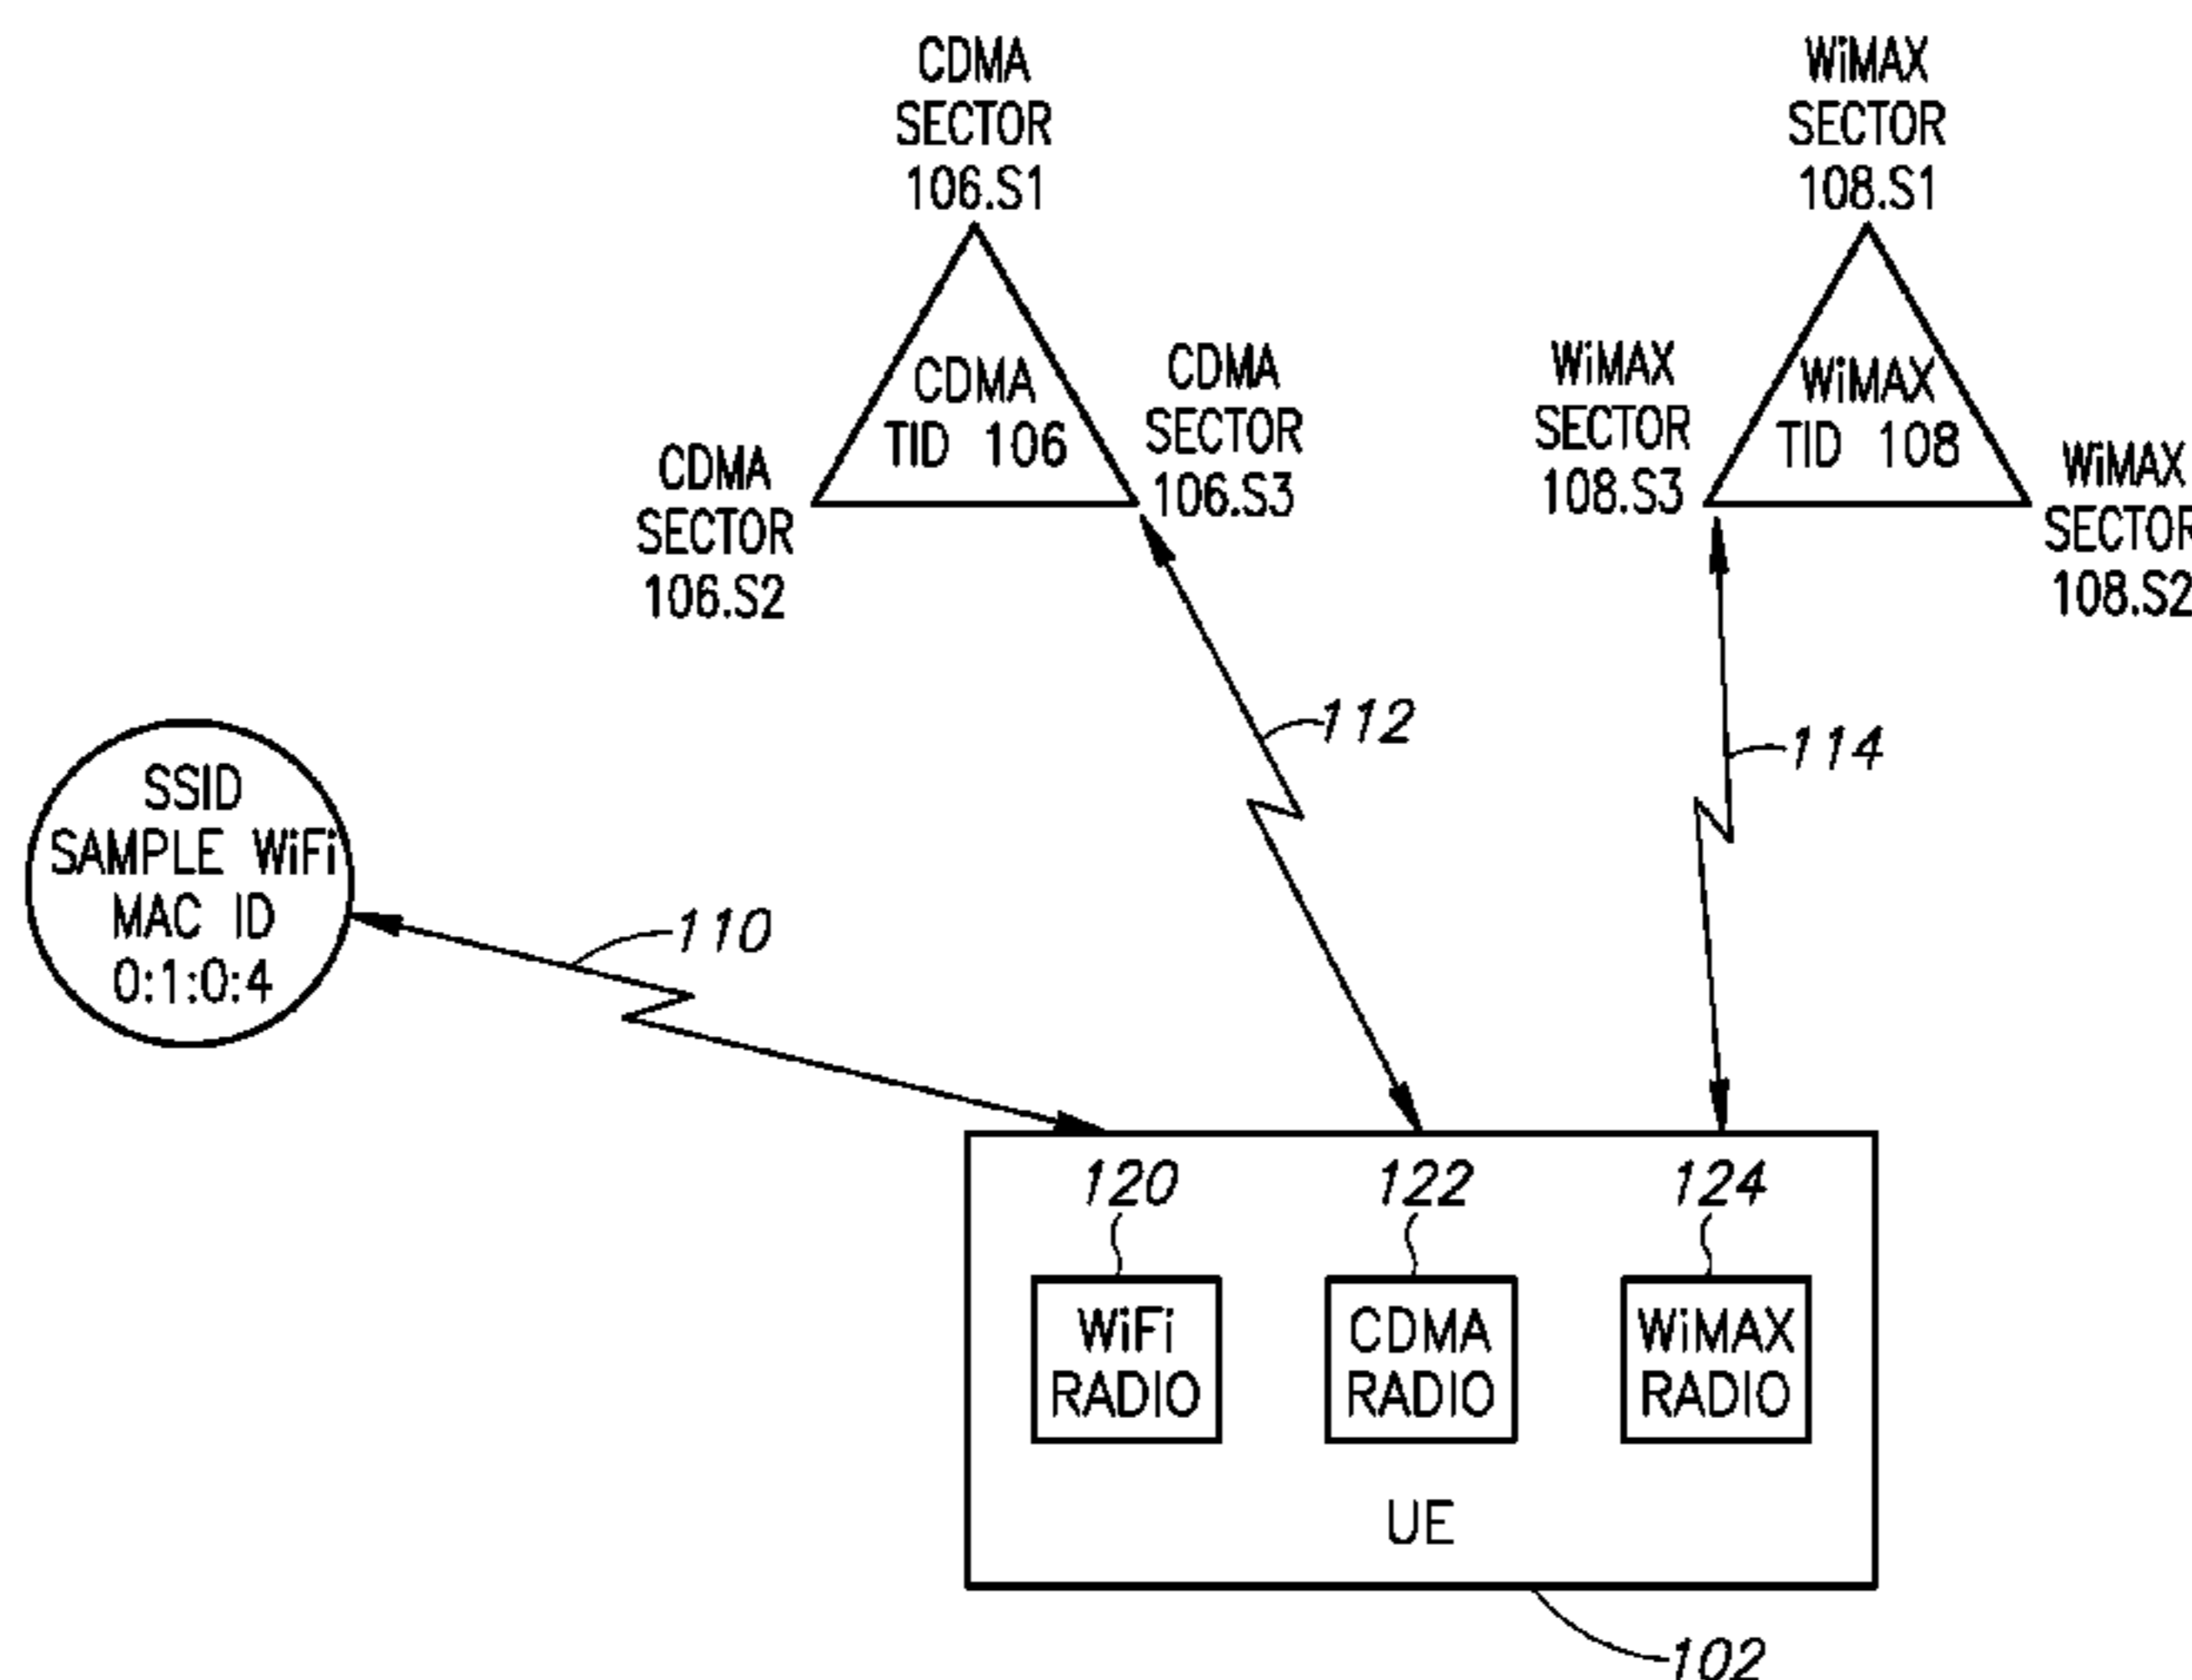 CDMA
SECTOR
106.S1
WiMAX
SECTOR
108.S1
CDMA
TID 106
CDMA
SECTOR
106.S2
CDMA
SECTOR
106.S3
WiMAX
SECTOR
108.S3
WiMAX
TID 108
WiMAX
SECTOR
108.S2
112
114
SSID
SAMPLE WiFi
MAC ID
0:1:0:4
110
120
122
124
WiFi
RADIO
CDMA
RADIO
WiMAX
RADIO
UE
102